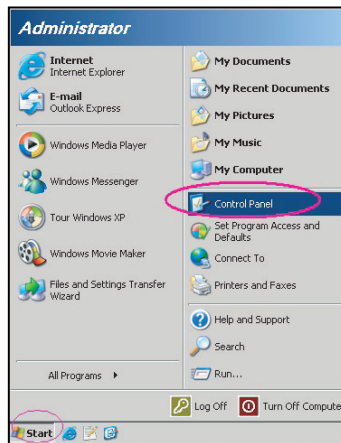 Administrator
Internet
Internet Explorer
E-mail
Outlook Express
Windows Media Player
Windows Messenger
Tour Windows XP
Windows Movie Maker
Files and Settings Transfer
Wizard
All Programs
My Documents
My Recent Documents
My Pictures
My Music
My Computer
Control Panel
Set Program Access and
Defaults
Connect To
Printers and Faxes
Help and Support
Search
Run...
Log Off
Turn Off Compute
Start